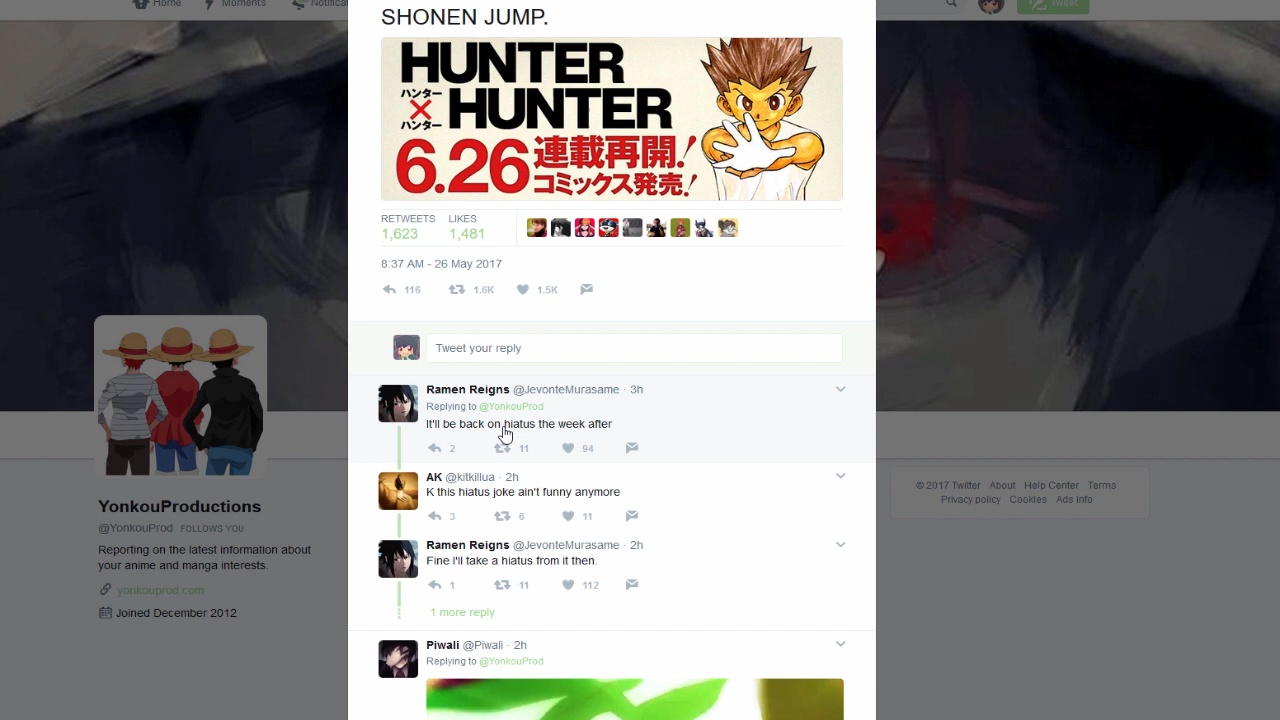 Home
Moments
Tweet
SHONEN JUMP.
HUNTER
ハンター
×
ハンター
HUNTER
6.26 連載再開!
コミックス発売!
RETWEETS LIKES
1,623 1,481
8:37 AM - 26 May 2017
116 1.6K 1.5K
Tweet your reply
Ramen Reigns @JevonteMurasame · 3h
Replying to @YonkouProd
It'll be back on hiatus the week after
2 11 94
AK @kitkillua · 2h
K this hiatus joke ain't funny anymore
3 6 11
Ramen Reigns @JevonteMurasame · 2h
Fine I'll take a hiatus from it then.
1 11 112
1 more reply
Piwali @Piwali · 2h
Replying to @YonkouProd
YonkouProductions
@YonkouProd FOLLOWS YOU
Reporting on the latest information about
your anime and manga interests.
yonkouprod.com
Joined December 2012
© 2017 Twitter About Help Center Terms
Privacy policy Cookies Ads info